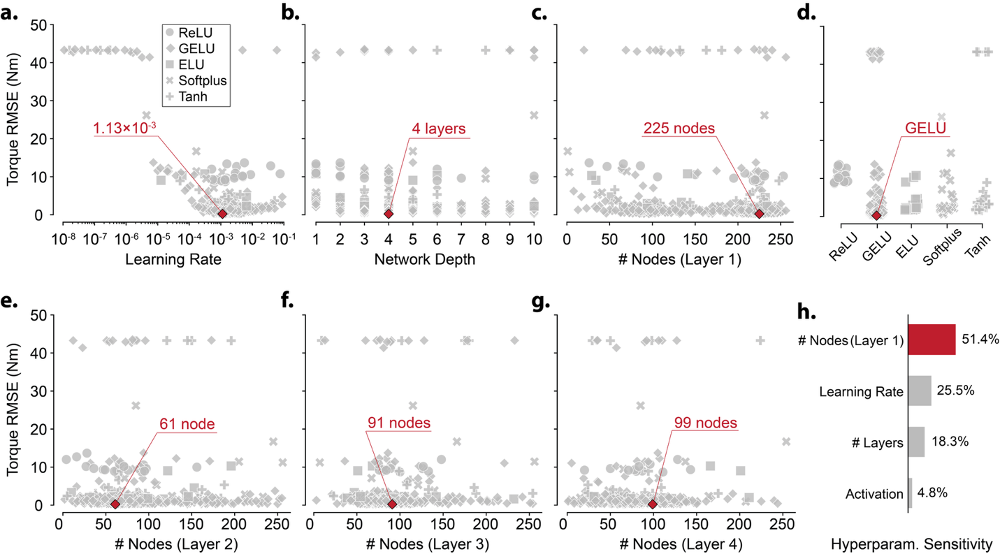 a.
50
40
30
20
10
0
Torque RMSE (Nm)
ReLU
GELU
ELU
Softplus
Tanh
1.13×10⁻³
10⁻⁸ 10⁻⁷ 10⁻⁶ 10⁻⁵ 10⁻⁴ 10⁻³ 10⁻² 10⁻¹
Learning Rate
b.
4 layers
1 2 3 4 5 6 7 8 9 10
Network Depth
c.
225 nodes
0 50 100 150 200 250
# Nodes (Layer 1)
d.
GELU
ReLU GELU ELU Softplus Tanh
e.
50
40
30
20
10
0
Torque RMSE (Nm)
61 node
0 50 100 150 200 250
# Nodes (Layer 2)
f.
91 nodes
0 50 100 150 200 250
# Nodes (Layer 3)
g.
99 nodes
0 50 100 150 200 250
# Nodes (Layer 4)
h.
# Nodes (Layer 1) 51.4%
Learning Rate 25.5%
# Layers 18.3%
Activation 4.8%
Hyperparam. Sensitivity